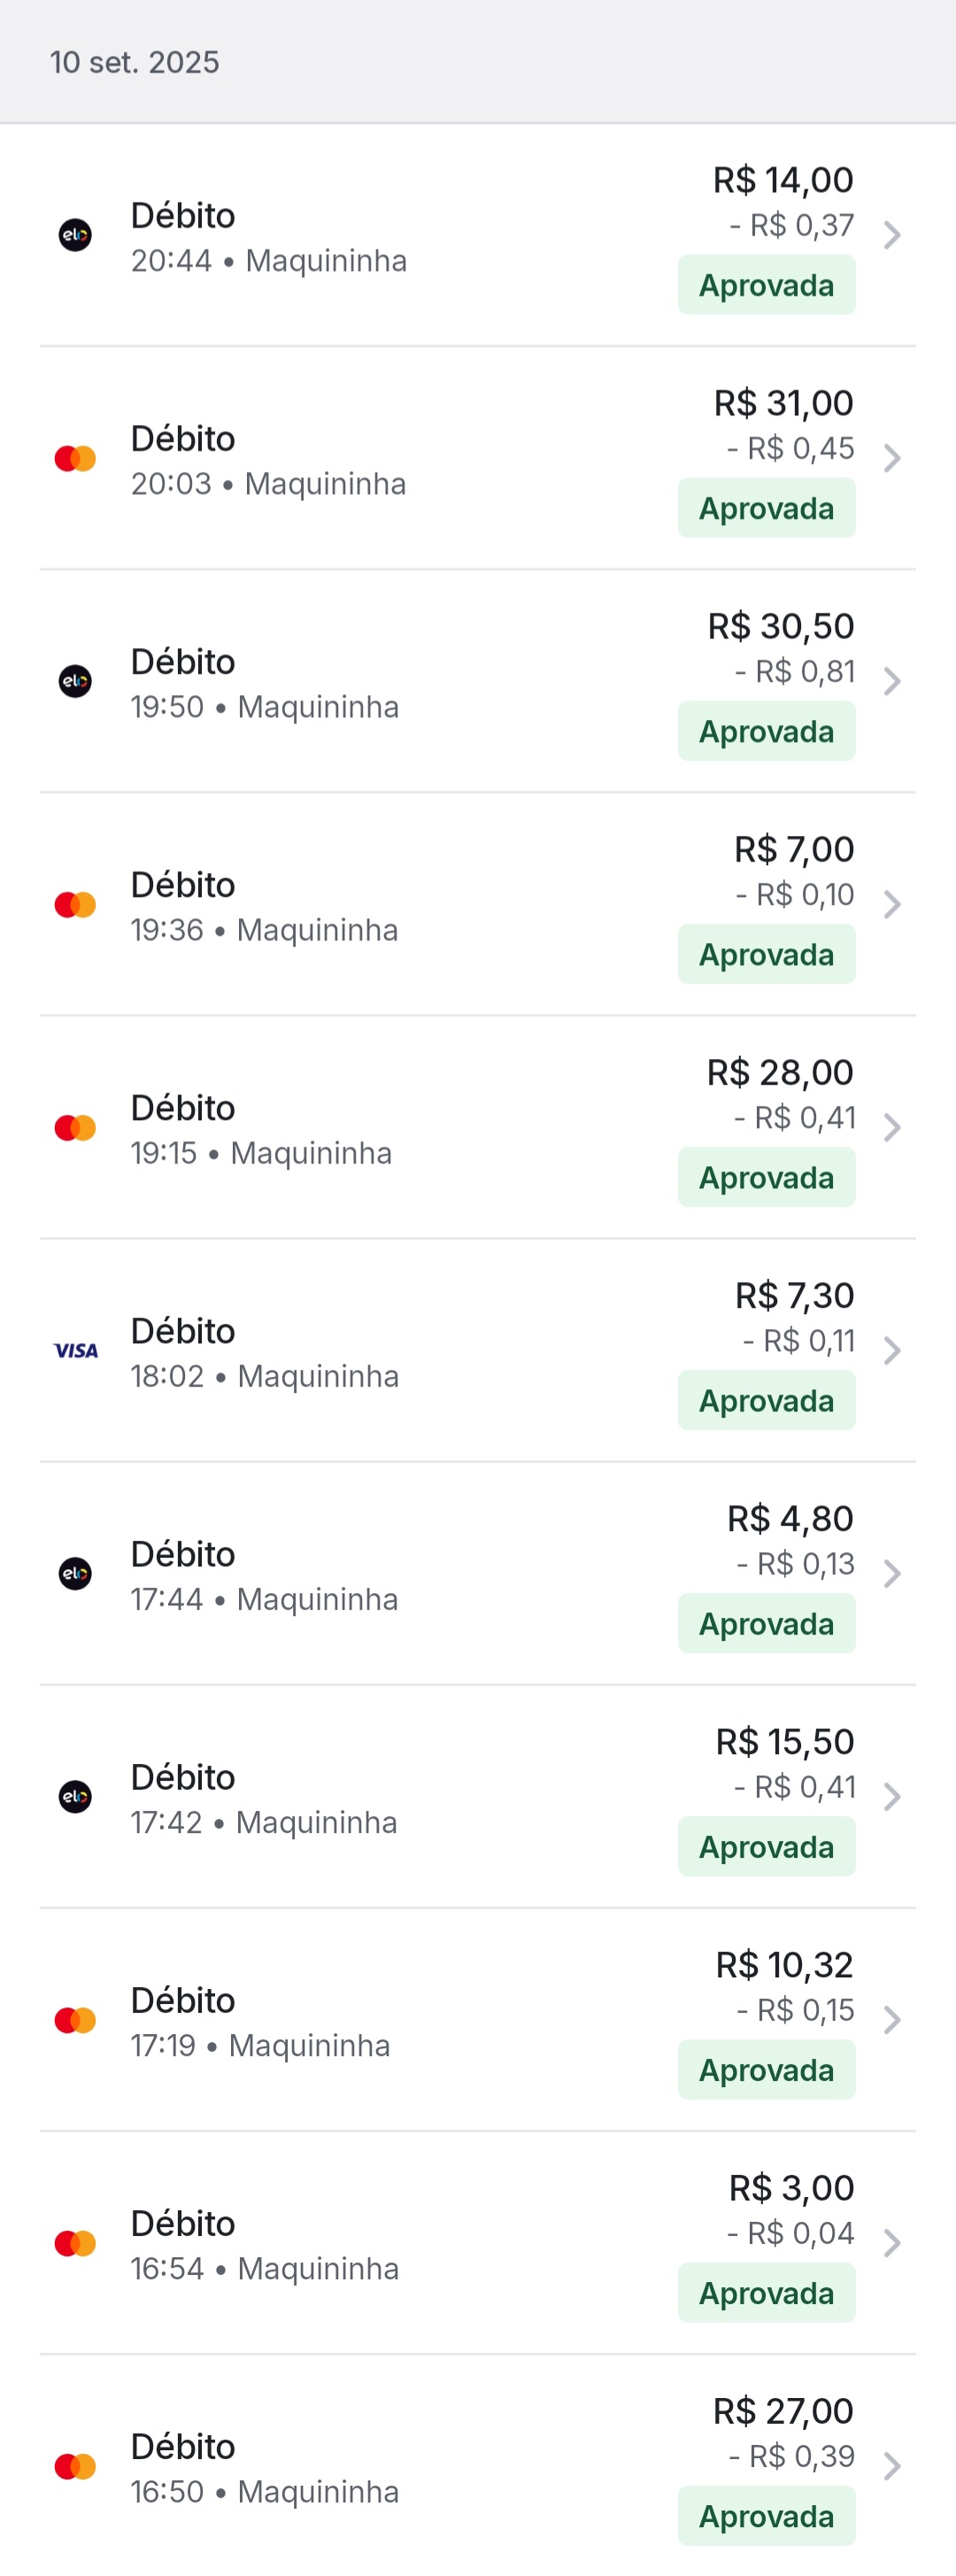 10 set. 2025
R$ 14,00
Débito
- R$ 0,37
elo
20:44 • Maquininha
Aprovada
R$ 31,00
Débito
- R$ 0,45
20:03 • Maquininha
Aprovada
R$ 30,50
Débito
- R$ 0,81
elo
19:50 • Maquininha
Aprovada
R$ 7,00
Débito
- R$ 0,10
19:36 • Maquininha
Aprovada
R$ 28,00
Débito
- R$ 0,41
19:15 • Maquininha
Aprovada
R$ 7,30
Débito
- R$ 0,11
VISA
18:02 • Maquininha
Aprovada
R$ 4,80
Débito
- R$ 0,13
elo
17:44 • Maquininha
Aprovada
R$ 15,50
Débito
- R$ 0,41
elo
17:42 • Maquininha
Aprovada
R$ 10,32
Débito
- R$ 0,15
17:19 • Maquininha
Aprovada
R$ 3,00
Débito
- R$ 0,04
16:54 • Maquininha
Aprovada
R$ 27,00
Débito
- R$ 0,39
16:50 • Maquininha
Aprovada